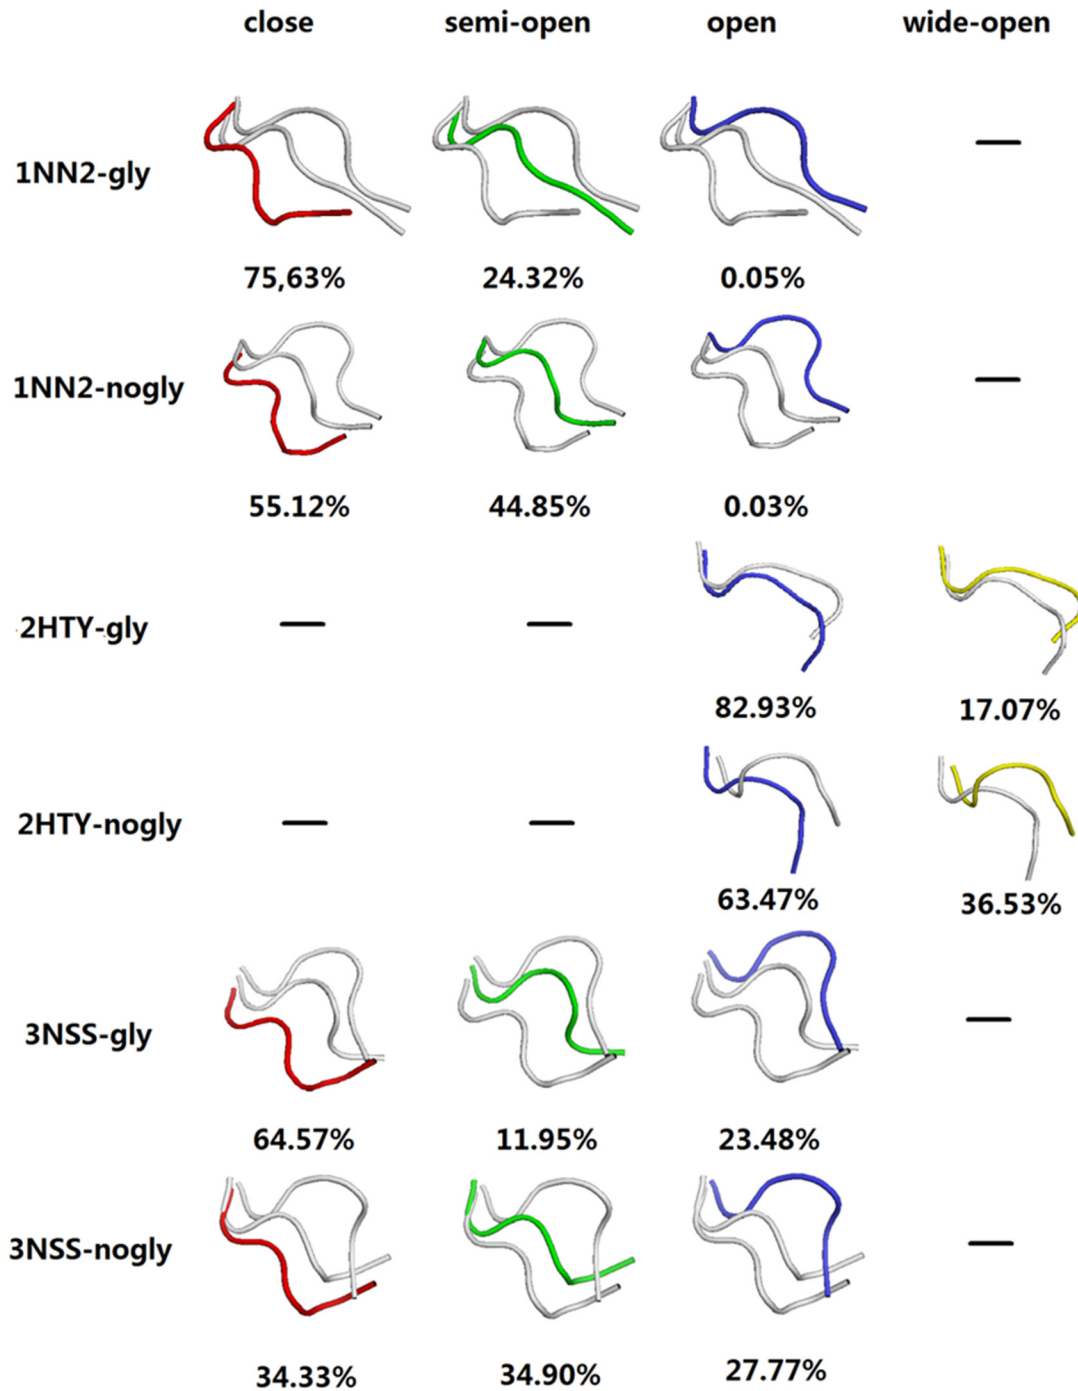 close semi-open open wide-open
1NN2-gly —
75,63% 24.32% 0.05%
1NN2-nogly —
55.12% 44.85% 0.03%
2HTY-gly — —
82.93% 17.07%
2HTY-nogly — —
63.47% 36.53%
3NSS-gly —
64.57% 11.95% 23.48%
3NSS-nogly —
34.33% 34.90% 27.77%